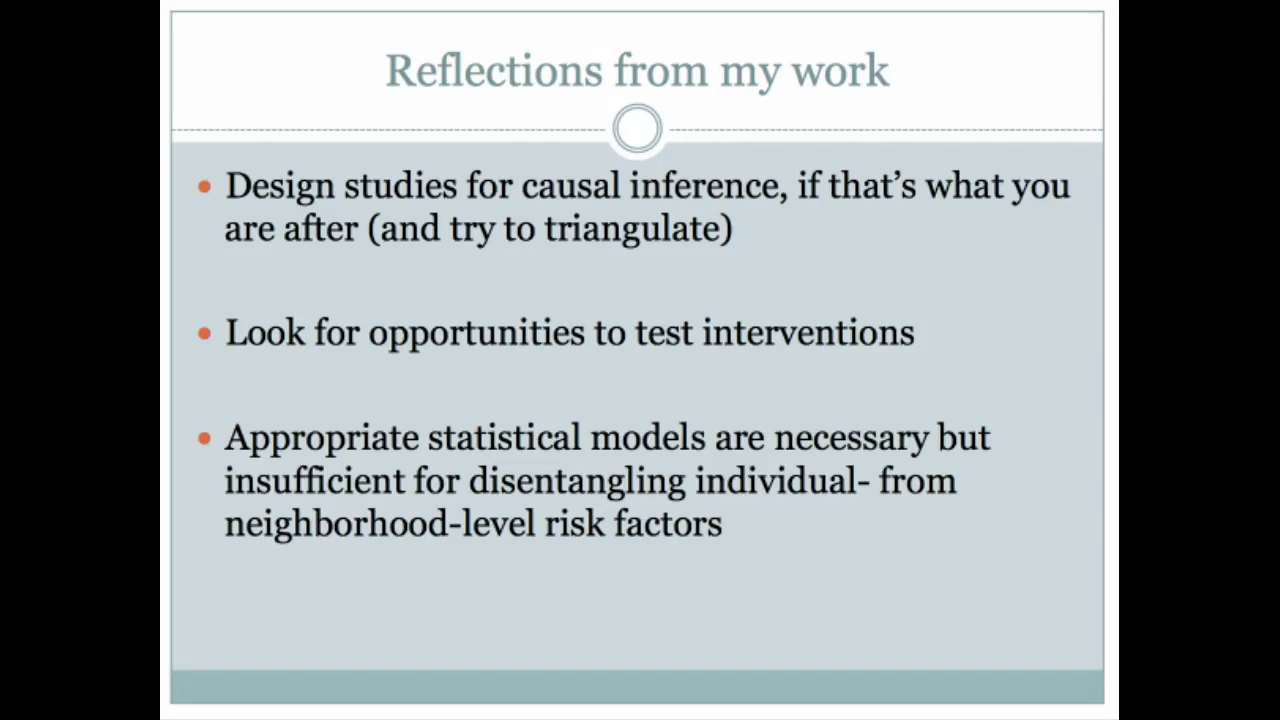 Reflections from my work
• Design studies for causal inference, if that’s what you
are after (and try to triangulate)
• Look for opportunities to test interventions
• Appropriate statistical models are necessary but
insufficient for disentangling individual- from
neighborhood-level risk factors